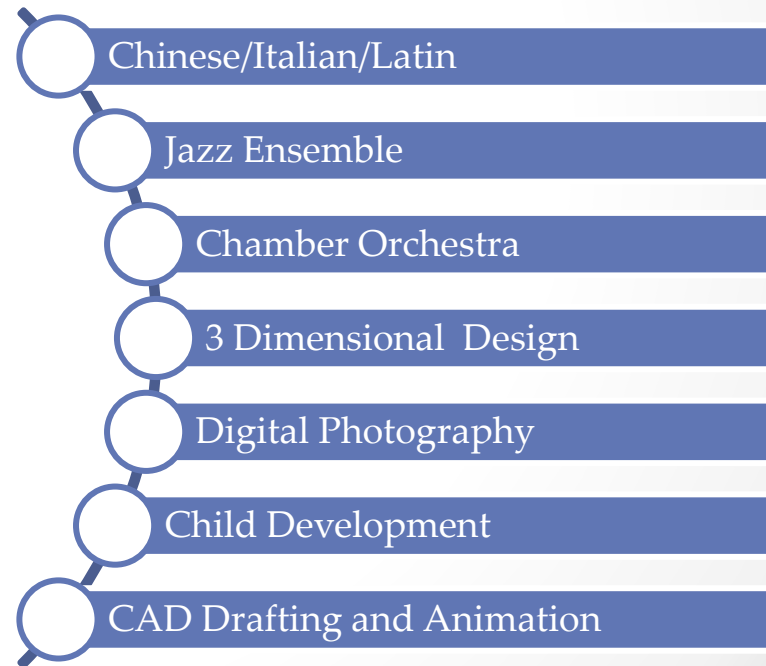 Chinese/Italian/Latin
Jazz Ensemble
Chamber Orchestra
3 Dimensional  Design
Digital Photography
Child Development
CAD Drafting and Animation